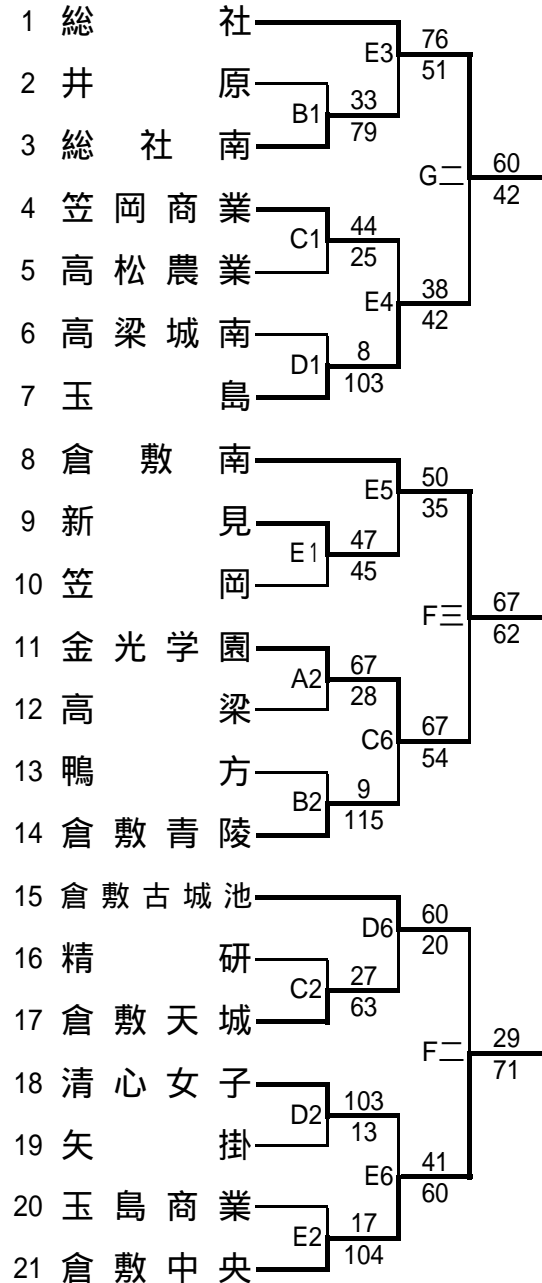 1 総社
E3 76
51
2 井原
B1 33
79
3 総社南
G二 60
42
4 笠岡商業
C1 44
25
5 高松農業
E4 38
42
6 高梁城南
D1 8
103
7 玉島
8 倉敷南
E5 50
35
9 新見
E1 47
45
10 笠岡
F三 67
62
11 金光学園
A2 67
28
12 高梁
C6 67
54
13 鴨方
B2 9
115
14 倉敷青陵
15 倉敷古城池
D6 60
20
16 精研
C2 27
63
17 倉敷天城
F二 29
71
18 清心女子
D2 103
13
19 矢掛
E6 41
60
20 玉島商業
E2 17
104
21 倉敷中央